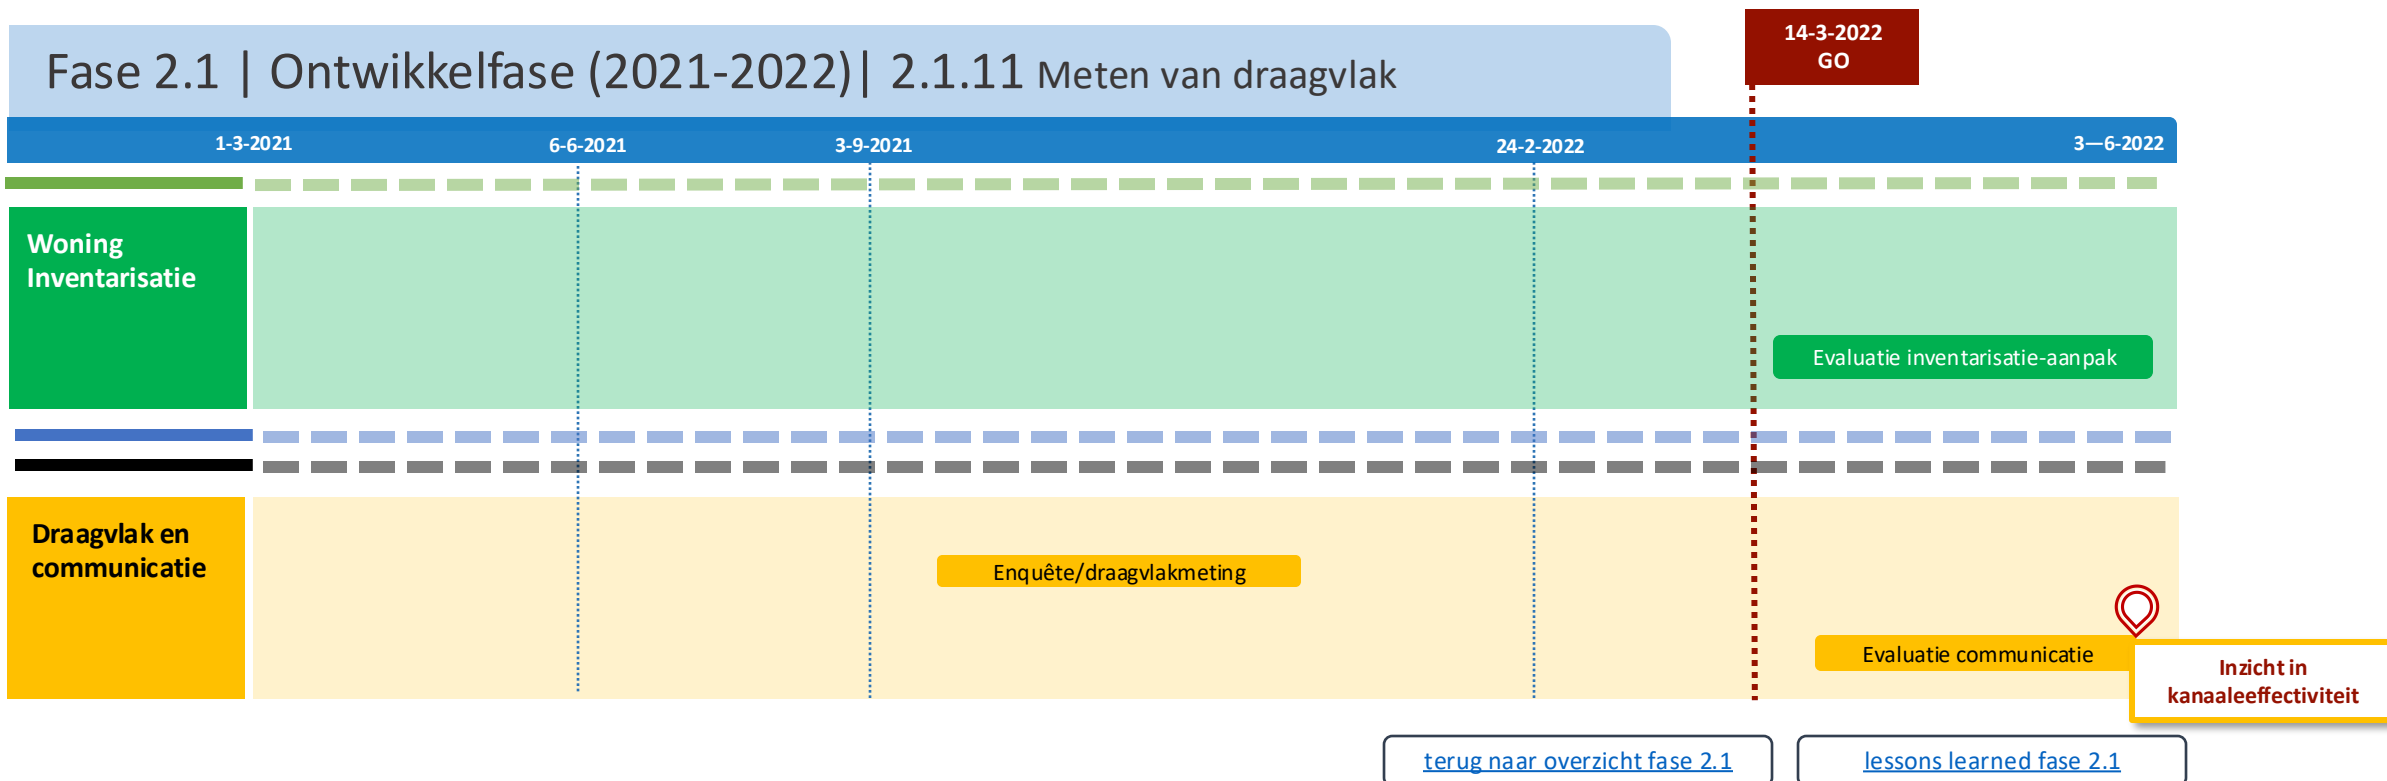 14-3-2022
GO
Fase 2.1 | Ontwikkelfase (2021-2022)| 2.1.11 Meten van draagvlak
1-3-2021
6-6-2021
3-9-2021
24-2-2022
3—6-2022
Woning
Inventarisatie
Evaluatie inventarisatie-aanpak
Draagvlak en
communicatie
Enquête/draagvlakmeting
Evaluatie communicatie
Inzicht in
kanaaleeffectiviteit
terug naar overzicht fase 2.1
lessons learned fase 2.1